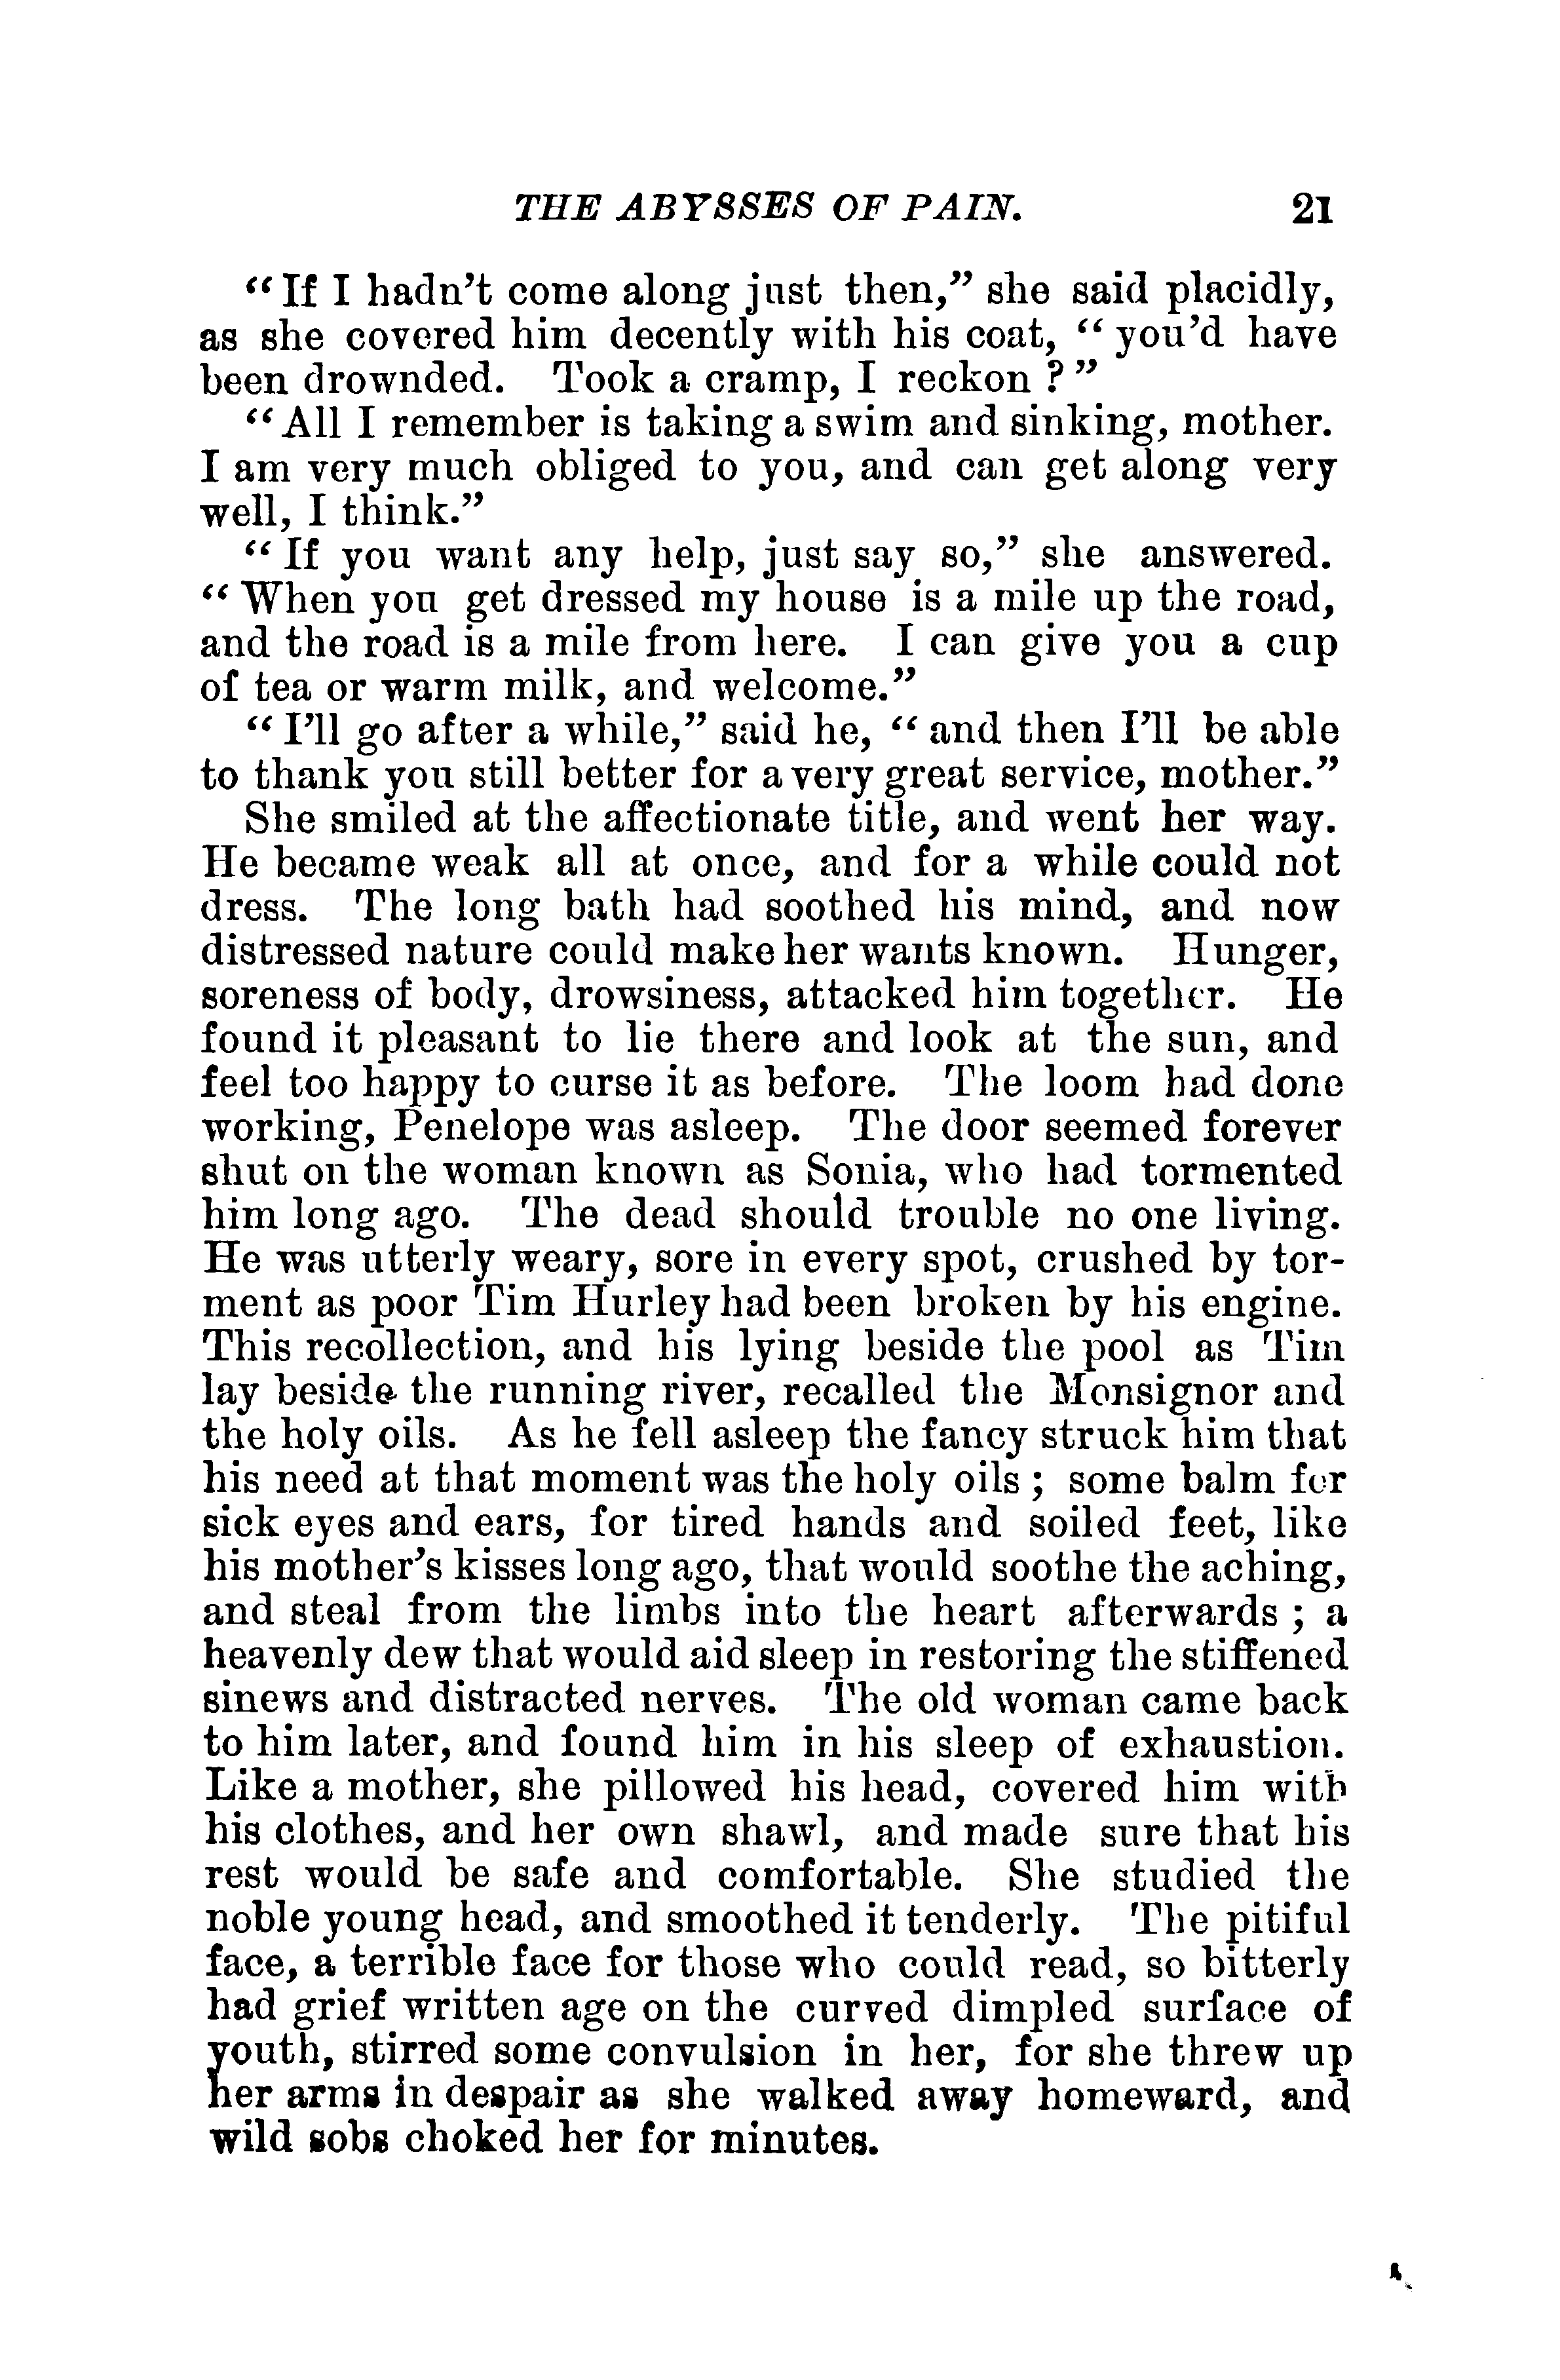 THE ABYSSES OF PAIN. 21
“If I hadn’t come along just then,” she said placidly,
as she covered him decently with his coat, “you’d have
been drownded. Took a cramp, I reckon ?”
“All I remember is taking a swim and sinking, mother.
I am very much obliged to you, and can get along very
well, I think.”
“If you want any help, just say so,” she answered.
“When you get dressed my house is a mile up the road,
and the road is a mile from here. I can give you a cup
of tea or warm milk, and welcome.”
“I’ll go after a while,” said he, “and then I’ll be able
to thank you still better for a very great service, mother.”
She smiled at the affectionate title, and went her way.
He became weak all at once, and for a while could not
dress. The long bath had soothed his mind, and now
distressed nature could make her wants known. Hunger,
soreness of body, drowsiness, attacked him together. He
found it pleasant to lie there and look at the sun, and
feel too happy to curse it as before. The loom had done
working, Penelope was asleep. The door seemed forever
shut on the woman known as Sonia, who had tormented
him long ago. The dead should trouble no one living.
He was utterly weary, sore in every spot, crushed by tor-
ment as poor Tim Hurley had been broken by his engine.
This recollection, and his lying beside the pool as Tim
lay beside the running river, recalled the Monsignor and
the holy oils. As he fell asleep the fancy struck him that
his need at that moment was the holy oils ; some balm for
sick eyes and ears, for tired hands and soiled feet, like
his mother’s kisses long ago, that would soothe the aching,
and steal from the limbs into the heart afterwards ; a
heavenly dew that would aid sleep in restoring the stiffened
sinews and distracted nerves. The old woman came back
to him later, and found him in his sleep of exhaustion.
Like a mother, she pillowed his head, covered him with
his clothes, and her own shawl, and made sure that his
rest would be safe and comfortable. She studied the
noble young head, and smoothed it tenderly. The pitiful
face, a terrible face for those who could read, so bitterly
had grief written age on the curved dimpled surface of
youth, stirred some convulsion in her, for she threw up
her arms in despair as she walked away homeward, and
wild sobs choked her for minutes.